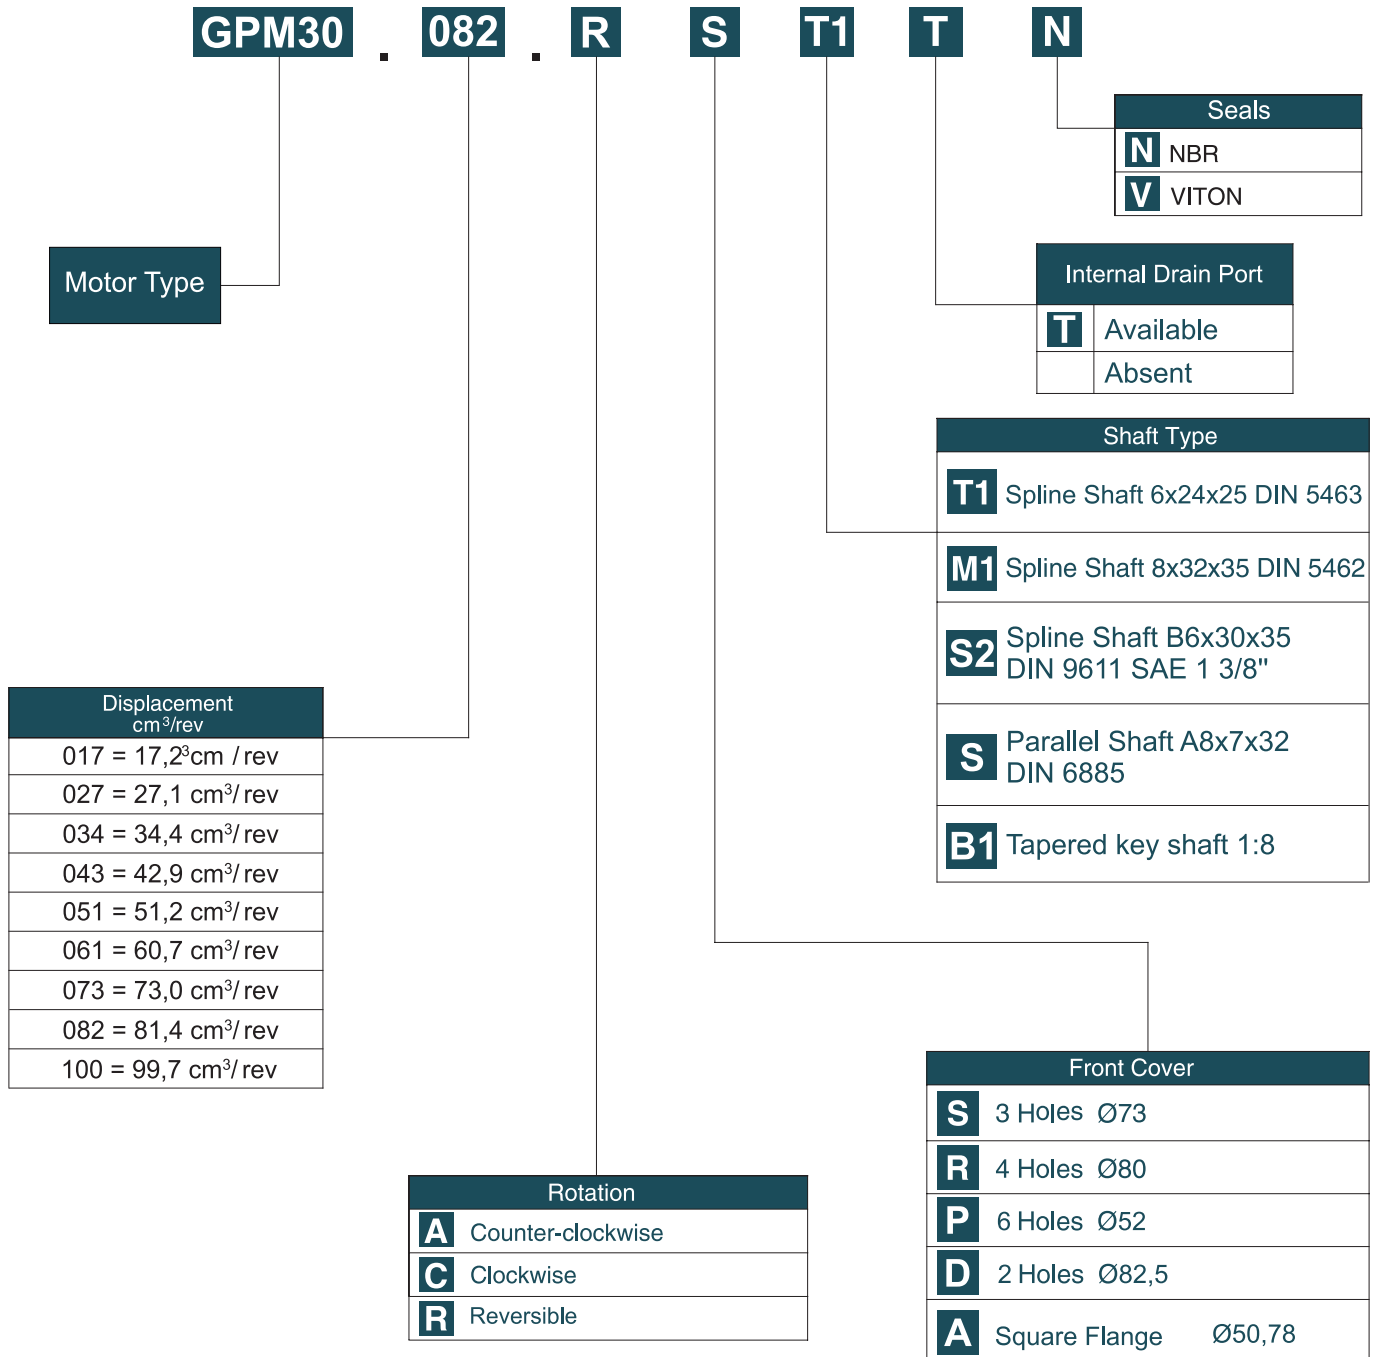 GPM30 . 082 . R S T1 T N
Seals
N NBR
V VITON
Motor Type
Internal Drain Port
T Available
Absent
Shaft Type
T1 Spline Shaft 6x24x25 DIN 5463
M1 Spline Shaft 8x32x35 DIN 5462
S2 Spline Shaft B6x30x35
DIN 9611 SAE 1 3/8"
S Parallel Shaft A8x7x32
DIN 6885
B1 Tapered key shaft 1:8
Displacement
cm³/rev
017 = 17,2³cm / rev
027 = 27,1 cm³/ rev
034 = 34,4 cm³/ rev
043 = 42,9 cm³/ rev
051 = 51,2 cm³/ rev
061 = 60,7 cm³/ rev
073 = 73,0 cm³/ rev
082 = 81,4 cm³/ rev
100 = 99,7 cm³/ rev
Rotation
A Counter-clockwise
C Clockwise
R Reversible
Front Cover
S 3 Holes Ø73
R 4 Holes Ø80
P 6 Holes Ø52
D 2 Holes Ø82,5
A Square Flange Ø50,78